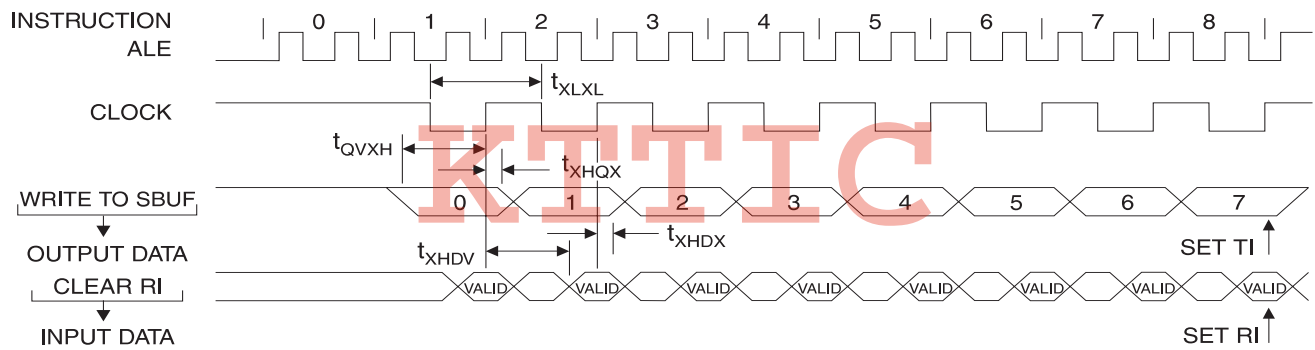 INSTRUCTION 0 1 2 3 4 5 6 7 8
ALE
tXLXL
CLOCK
KTTIC
tQVXH
tXHQX
WRITE TO SBUF 0 1 2 3 4 5 6 7
tXHDV tXHDX SET TI
OUTPUT DATA
CLEAR RI VALID VALID VALID VALID VALID VALID VALID VALID
INPUT DATA SET RI